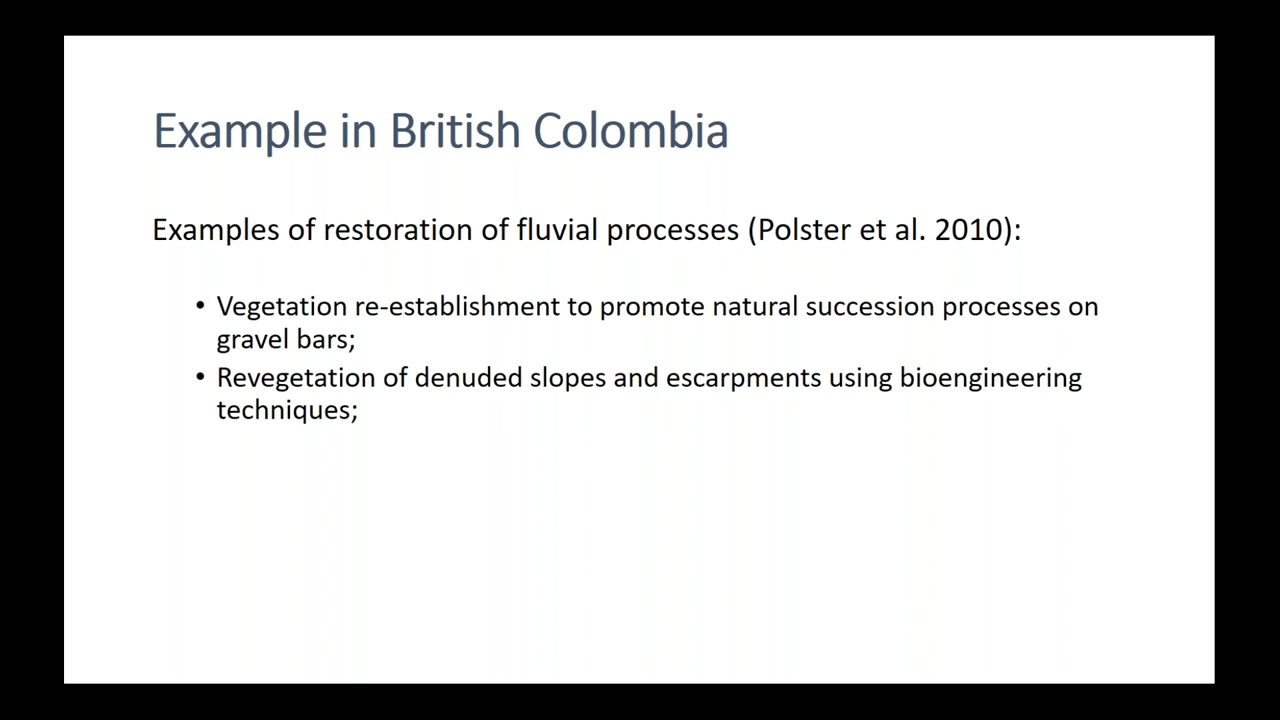 Example in British Colombia
Examples of restoration of fluvial processes (Polster et al. 2010):
• Vegetation re-establishment to promote natural succession processes on
gravel bars;
• Revegetation of denuded slopes and escarpments using bioengineering
techniques;